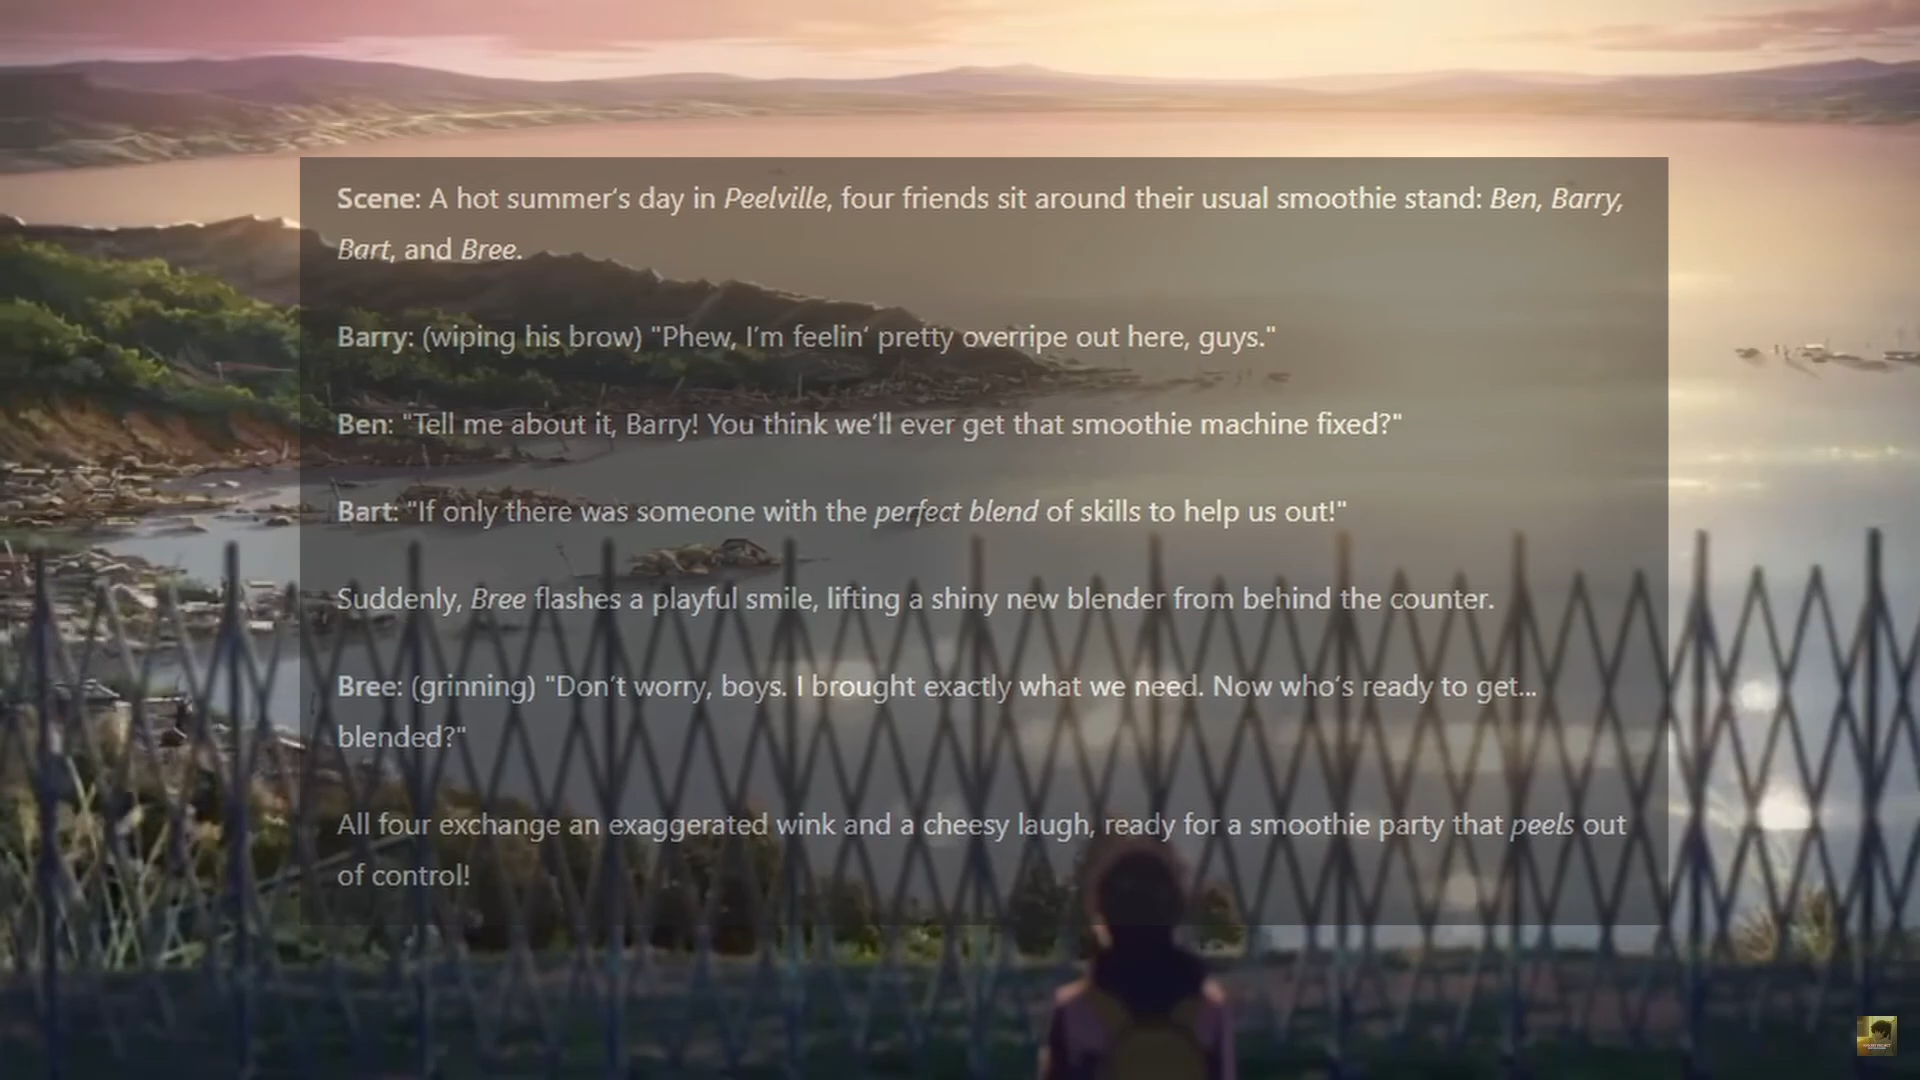 Scene: A hot summer's day in Peelville, four friends sit around their usual smoothie stand: Ben, Barry,
Bart, and Bree.
Barry: (wiping his brow) "Phew, I'm feelin' pretty overripe out here, guys."
Ben: "Tell me about it, Barry! You think we'll ever get that smoothie machine fixed?"
Bart: "If only there was someone with the perfect blend of skills to help us out!"
Suddenly, Bree flashes a playful smile, lifting a shiny new blender from behind the counter.
Bree: (grinning) "Don't worry, boys. I brought exactly what we need. Now who's ready to get...
blended?"
All four exchange an exaggerated wink and a cheesy laugh, ready for a smoothie party that peels out
of control!